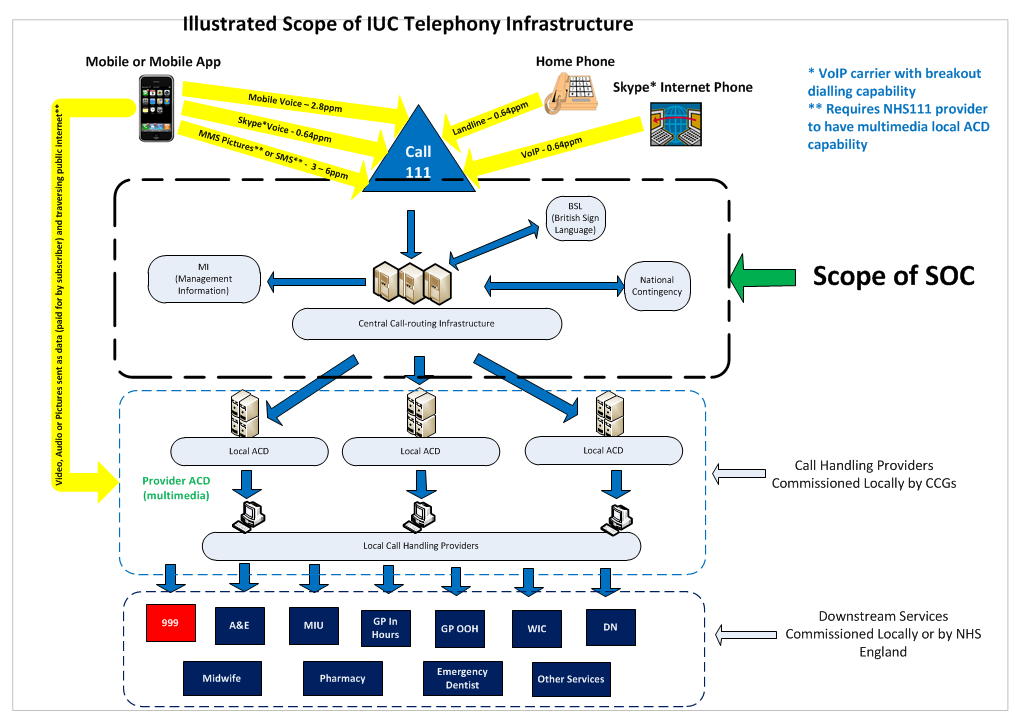 Illustrated Scope of IUC Telephony Infrastructure
Mobile or Mobile App
Home Phone
Skype* Internet Phone
* VoIP carrier with breakout
dialling capability
** Requires NHS111 provider
to have multimedia local ACD
capability
Mobile Voice – 2.8ppm
Skype*Voice - 0.64ppm
MMS Pictures** or SMS** - 3 – 6ppm
Landline – 0.64ppm
VoIP - 0.64ppm
Call
111
Video, Audio or Pictures sent as data (paid for by subscriber) and traversing public internet**
BSL
(British Sign
Language)
MI
(Management
Information)
National
Contingency
Scope of SOC
Central Call-routing Infrastructure
Local ACD
Local ACD
Local ACD
Provider ACD
(multimedia)
Call Handling Providers
Commissioned Locally by CCGs
Local Call Handling Providers
999
A&E
MIU
GP In
Hours
GP OOH
WIC
DN
Downstream Services
Commissioned Locally or by NHS
England
Midwife
Pharmacy
Emergency
Dentist
Other Services